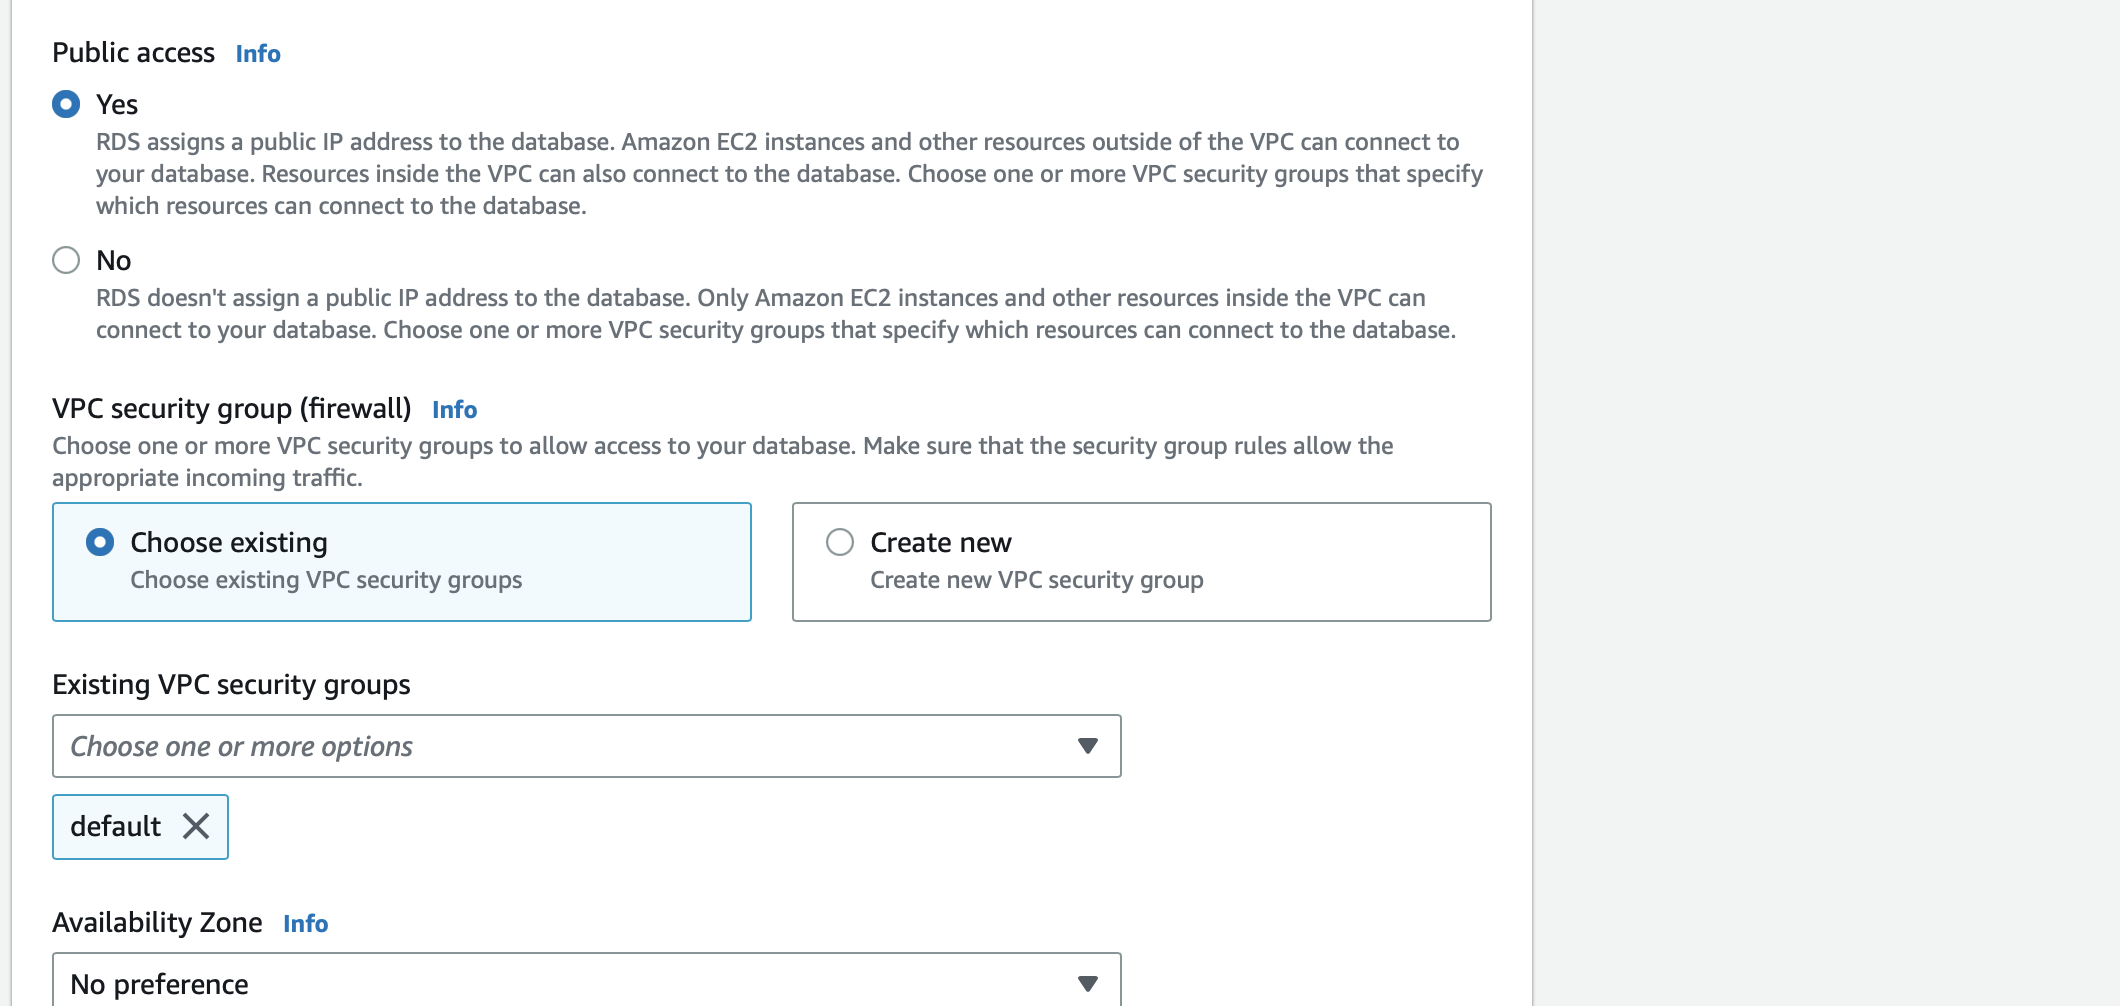 Public access Info
Yes
RDS assigns a public IP address to the database. Amazon EC2 instances and other resources outside of the VPC can connect to
your database. Resources inside the VPC can also connect to the database. Choose one or more VPC security groups that specify
which resources can connect to the database.
No
RDS doesn't assign a public IP address to the database. Only Amazon EC2 instances and other resources inside the VPC can
connect to your database. Choose one or more VPC security groups that specify which resources can connect to the database.
VPC security group (firewall) Info
Choose one or more VPC security groups to allow access to your database. Make sure that the security group rules allow the
appropriate incoming traffic.
Choose existing
Choose existing VPC security groups
Create new
Create new VPC security group
Existing VPC security groups
Choose one or more options
default
Availability Zone Info
No preference